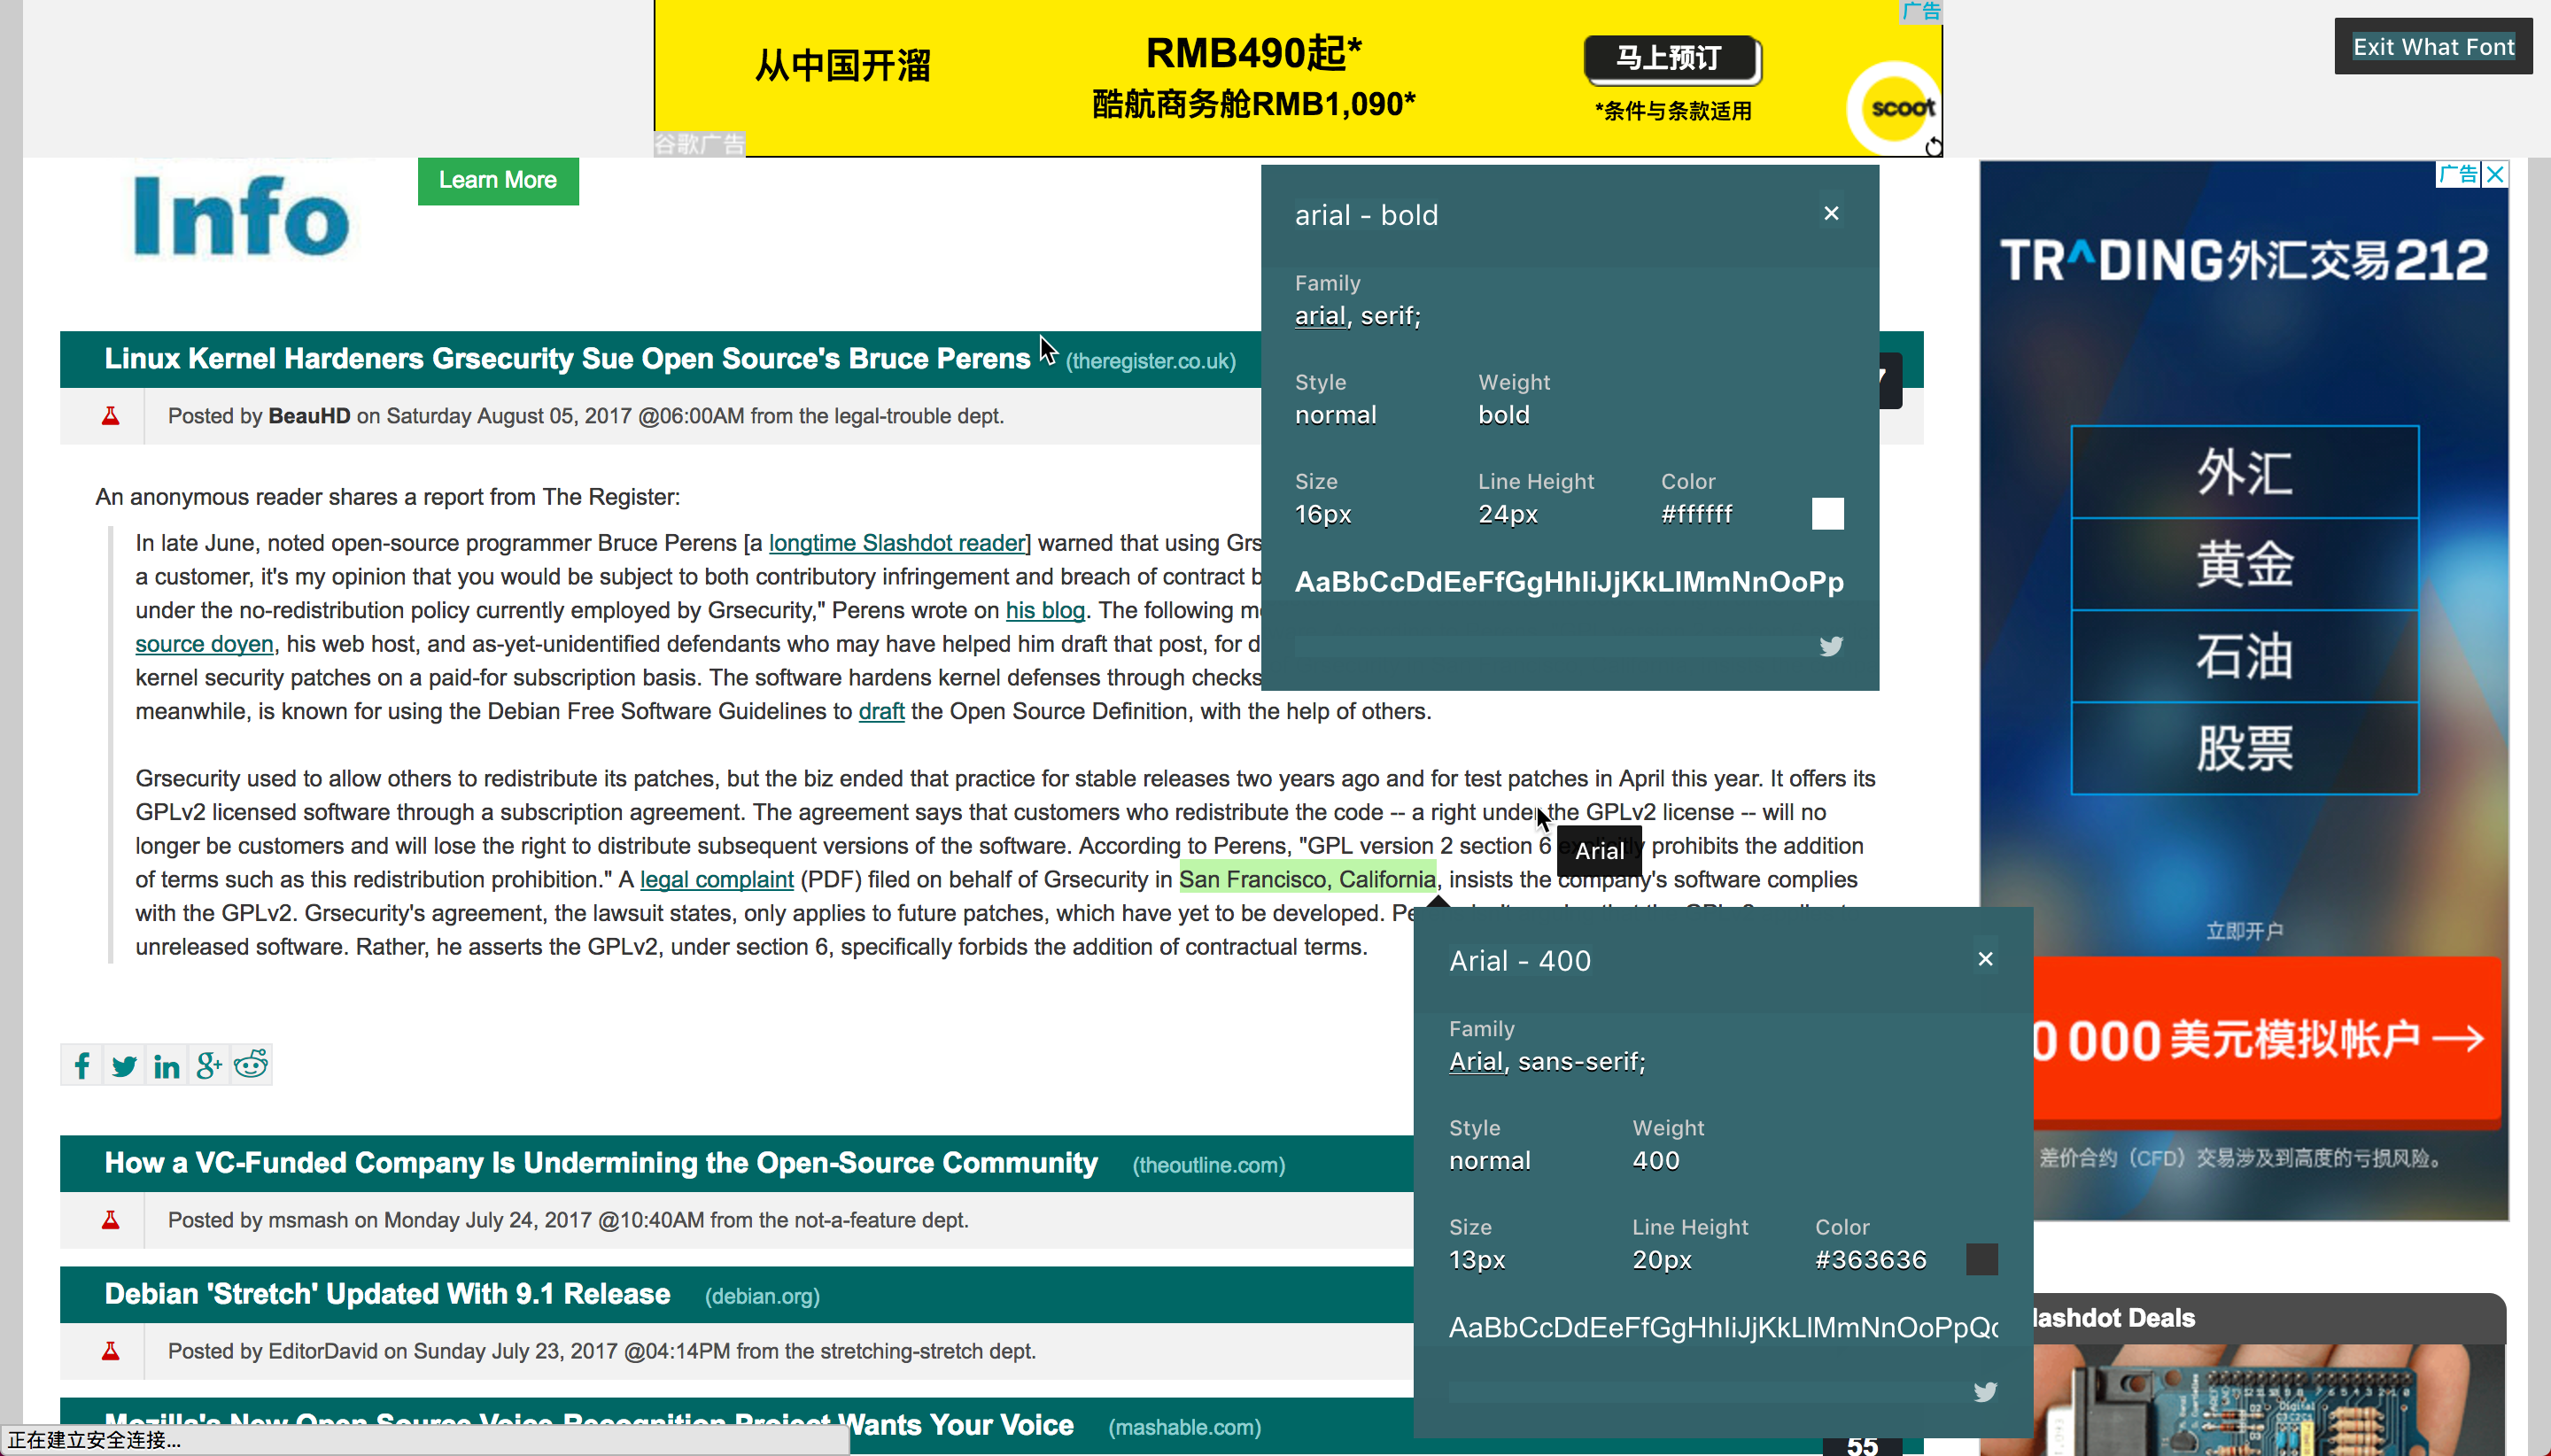 广告
从中国开溜
RMB490起*
酷航商务舱RMB1,090*
马上预订
*条件与条款适用
scoot
谷歌广告
Exit What Font
Info
Learn More
Linux Kernel Hardeners Grsecurity Sue Open Source's Bruce Perens (theregister.co.uk)
Posted by BeauHD on Saturday August 05, 2017 @06:00AM from the legal-trouble dept.
An anonymous reader shares a report from The Register:
In late June, noted open-source programmer Bruce Perens [a longtime Slashdot reader] warned that using
a customer, it's my opinion that you would be subject to both contributory infringement and breach of contract
under the no-redistribution policy currently employed by Grsecurity," Perens wrote on his blog. The following
source doyen, his web host, and as-yet-unidentified defendants who may have helped him draft that post, for
kernel security patches on a paid-for subscription basis. The software hardens kernel defenses through checks
meanwhile, is known for using the Debian Free Software Guidelines to draft the Open Source Definition, with the help of others.
Grsecurity used to allow others to redistribute its patches, but the biz ended that practice for stable releases two years ago and for test patches in April this year. It offers its
GPLv2 licensed software through a subscription agreement. The agreement says that customers who redistribute the code -- a right under the GPLv2 license -- will no
longer be customers and will lose the right to distribute subsequent versions of the software. According to Perens, "GPL version 2 section 6 prohibits the addition
of terms such as this redistribution prohibition." A legal complaint (PDF) filed on behalf of Grsecurity in San Francisco, California, insists the company's software complies
with the GPLv2. Grsecurity's agreement, the lawsuit states, only applies to future patches, which have yet to be developed.
unreleased software. Rather, he asserts the GPLv2, under section 6, specifically forbids the addition of contractual terms.
arial - bold
×
Family
arial, serif;
Style Weight
normal bold
Size Line Height Color
16px 24px #ffffff
AaBbCcDdEeFfGgHhIiJjKkLlMmNnOoPp
Arial
Arial - 400
×
Family
Arial, sans-serif;
Style Weight
normal 400
Size Line Height Color
13px 20px #363636
AaBbCcDdEeFfGgHhIiJjKkLlMmNnOoPpQ
How a VC-Funded Company Is Undermining the Open-Source Community (theoutline.com)
Posted by msmash on Monday July 24, 2017 @10:40AM from the not-a-feature dept.
Debian 'Stretch' Updated With 9.1 Release (debian.org)
Posted by EditorDavid on Sunday July 23, 2017 @04:14PM from the stretching-stretch dept.
Mozilla's New Open Source Voice Recognition Project Wants Your Voice (mashable.com)
55
正在建立安全连接...
广告
TRADING外汇交易212
外汇
黄金
石油
股票
立即开户
0 000 美元模拟帐户
差价合约（CFD）交易涉及到高度的亏损风险。
lashdot Deals